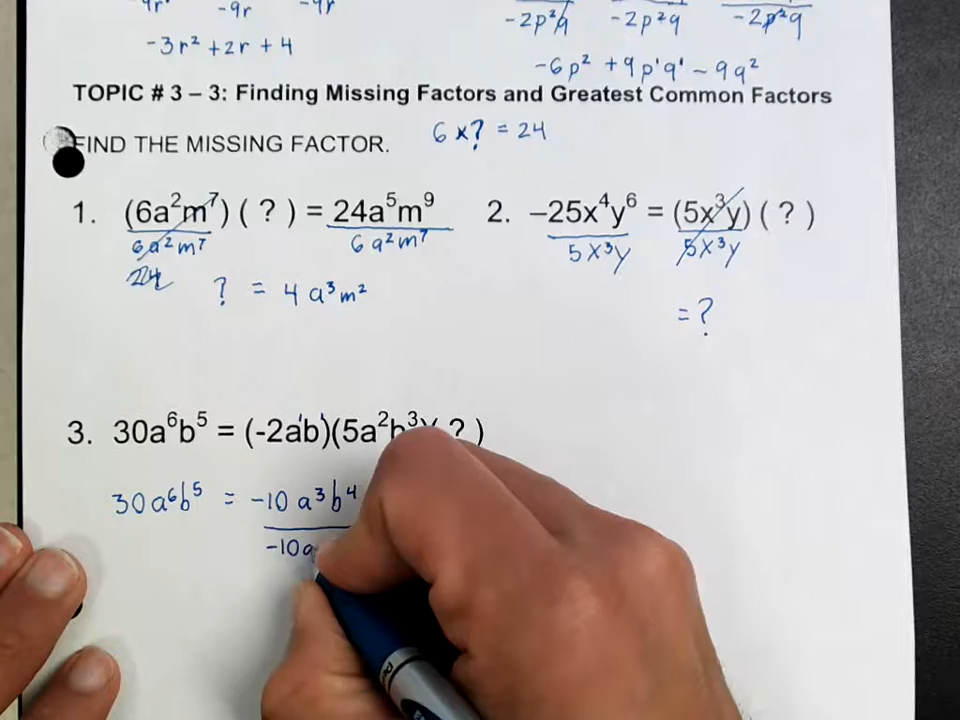 -9r -9r
-2p²q -2p²q -2p²q
-3r² +2r + 4
-6p² +9p¹q¹ - 9q²
TOPIC # 3 – 3: Finding Missing Factors and Greatest Common Factors
FIND THE MISSING FACTOR. 6 x ? = 24
1. (6a²m⁷) ( ? ) = 24a⁵m⁹ 2. –25x⁴y⁶ = (5x³y) ( ? )
6a²m⁷ 6a²m⁷ 5x³y 5x³y
24
? = 4a³m²
= ?
3. 30a⁶b⁵ = (-2a¹b¹)(5a²b³)( ? )
30a⁶b⁵ = -10a³b⁴
-10a